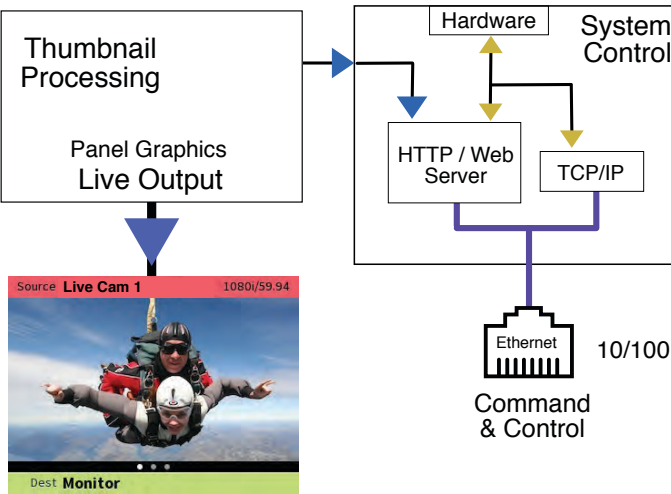 Thumbnail
Processing
Panel Graphics
Live Output
Hardware
System
Control
HTTP / Web
Server
TCP/IP
Source Live Cam 1 1080i/59.94
Dest Monitor
Ethernet
10/100
Command
& Control